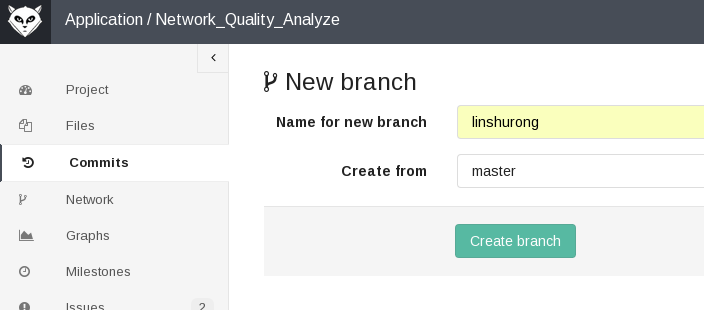 Application / Network_Quality_Analyze
New branch
Name for new branch
linshurong
Create from
master
Create branch
Project
Files
Commits
Network
Graphs
Milestones
Issues
2